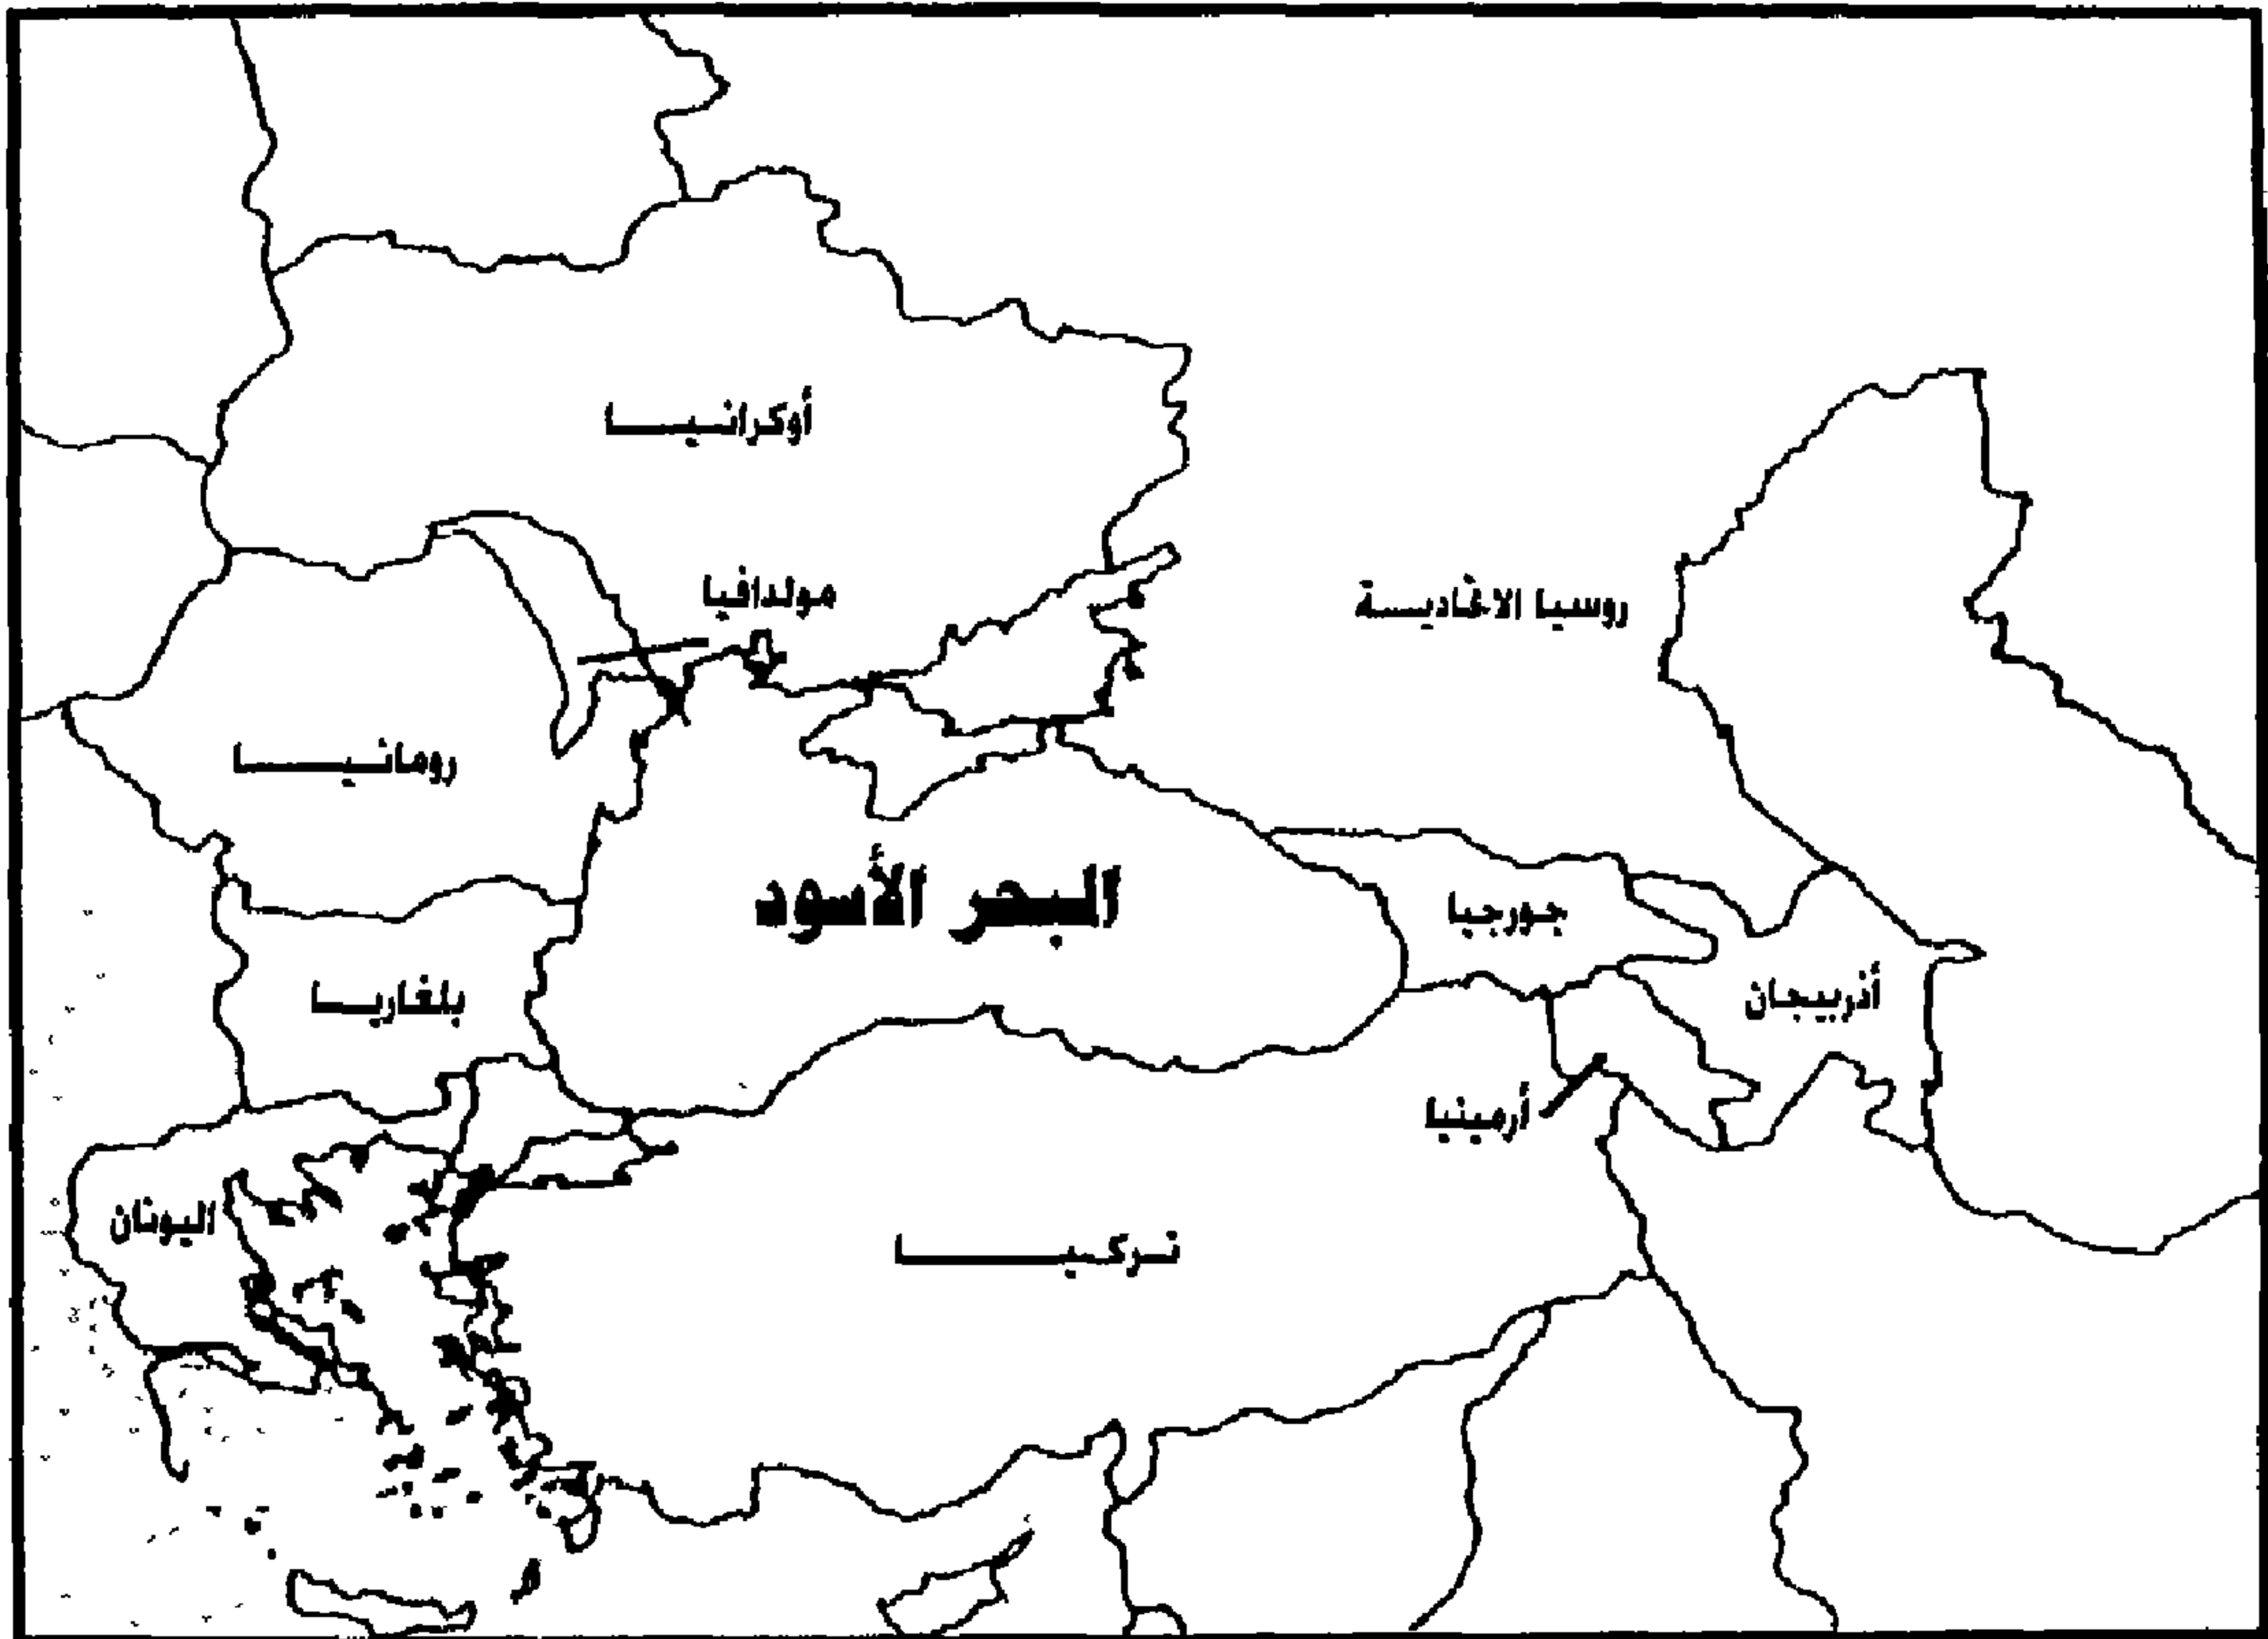 أوكرانيا
مولدافيا
روسيا الاتحادية
رومانيا
البحر الأسود
جورجيا
بلغاريا
أذربيجان
أرمينيا
اليونان
تركيا